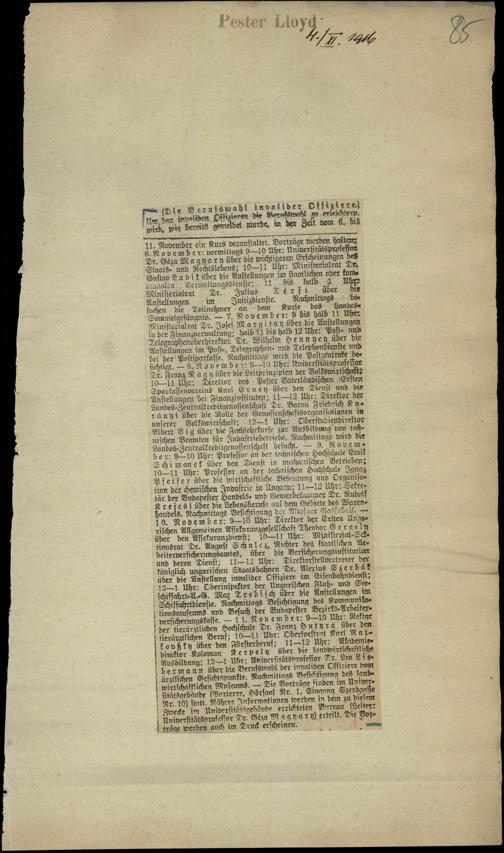 Pester Lloyd
4./XI. 1916
85
— (Die Berufswahl invalider Offiziere.)
Um den invaliden Offizieren die Berufswahl zu erleichtern,
wird, wie bereits gemeldet wurde, in der Zeit vom 6. bis
11. November ein Kurs veranstaltet. Vorträge werden halten:
6. November: vormittags 9—10 Uhr: Universitätsprofessor
Dr. Géza Magyary über die wichtigeren Erscheinungen des
Staats- und Rechtslebens; 10—11 Uhr: Ministerialrat Dr.
Gustav Ladik über die Anstellungen im staatlichen oder kom-
munalen Verwaltungsdienste; 11 bis halb 1 Uhr:
Ministerialrat Dr. Julius Térfi über die
Anstellungen im Justizdienste. Nachmittags be-
suchen die Teilnehmer an dem Kurse das Landes-
Sammelgefängnis. — 7. November: 9 bis halb 11 Uhr:
Ministerialrat Dr. Josef Margitay über die Anstellungen
in der Finanzverwaltung; halb 11 bis halb 12 Uhr: Post- und
Telegraphenoberdirektor Dr. Wilhelm Hennyey über die
Anstellungen im Post-, Telegraphen- und Telephondienste und
bei der Postsparkasse. Nachmittags wird die Postzentrale be-
sichtigt. — 8. November: 9—10 Uhr: Universitätsprofessor
Dr. Franz Nagy über die Leitprinzipien der Volkswirtschaft;
10—11 Uhr: Direktor des Pester Vaterländischen Ersten
Sparkassavereins Karl Erney über den Dienst und die
Anstellungen bei Finanzinstituten; 11—12 Uhr: Direktor der
Landes-Zentralkreditgenossenschaft Dr. Baron Friedrich Ko-
rányi über die Rolle der Genossenschaftsorganisationen in
unserer Volkswirtschaft; 12—1 Uhr: Oberstudiendirektor
Albert Vig über die Fachlehrkurse zur Ausbildung von tech-
nischen Beamten für Industriebetriebe. Nachmittags wird die
Landes-Zentralkreditgenossenschaft besucht. — 9. Novem-
ber: 9—10 Uhr: Professor an der technischen Hochschule Emil
Schimanek über den Dienst in mechanischen Betrieben;
10—11 Uhr: Professor an der technischen Hochschule Ignaz
Pfeifer über die wirtschaftliche Bedeutung und Organisa-
tion der chemischen Industrie in Ungarn; 11—12 Uhr: Sekre-
tär der Budapester Handels- und Gewerbekammer Dr. Rudolf
Krejcsi über die Lebensberufe auf dem Gebiete des Waren-
handels. Nachmittags Besichtigung der Altofner Gasfabrik. —
10. November: 9—10 Uhr: Direktor der Ersten Unga-
rischen Allgemeinen Assekuranzgesellschaft Theodor Gergely
über den Assekuranzdienst; 10—11 Uhr: Ministerial-Sek-
tionsrat Dr. August Schulcz, Richter des staatlichen Ar-
beiterversicherungsamtes, über die Versicherungsinstitution
und deren Dienst; 11—12 Uhr: Direktorstellvertreter der
königlich ungarischen Staatsbahnen Dr. Alexius Szerbák
über die Anstellung invalider Offiziere im Eisenbahndienst;
12—1 Uhr: Oberinspektor der Ungarischen Fluß- und See-
schiffahrt-A.-G. Max Trebitsch über die Anstellungen im
Schiffahrtdienste. Nachmittags Besichtigung des Kommunika-
tionsmuseums und Besuch der Budapester Bezirks-Arbeiter-
versicherungskasse. — 11. November: 9—10 Uhr: Rektor
der tierärztlichen Hochschule Dr. Franz Hutyra über den
tierärztlichen Beruf; 10—11 Uhr: Oberforstrat Karl
über den Försterberuf; 11—12 Uhr: Akademie-
direktor Koloman Kerpely über die landwirtschaftliche
Ausbildung; 12—1 Uhr: Universitätsprofessor Dr. Leo Lie-
bermann über die Berufswahl der invaliden Offiziere vom
ärztlichen Gesichtspunkte. Nachmittags Besichtigung des land-
wirtschaftlichen Museums. — Die Vorträge finden im Univer-
sitätsgebäude (Parterre, Hörsaal Nr. 1, Eingang Szerbgasse
Nr. 10) statt. Nähere Informationen werden in dem zu diesem
Zwecke im Universitätsgebäude errichteten Bureau (Leiter:
Universitätsprofessor Dr. Géza Magyary) erteilt. Die Vor-
träge werden auch im Druck erscheinen.